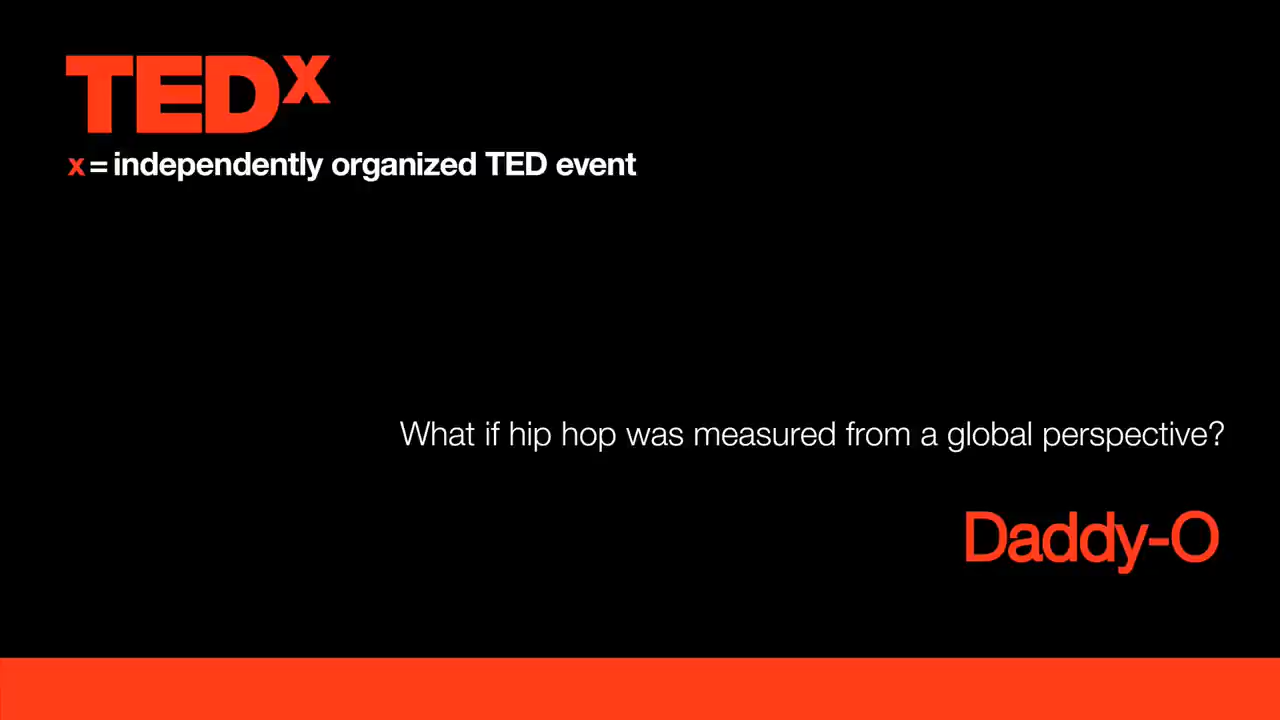 TEDx
x = independently organized TED event
What if hip hop was measured from a global perspective?
Daddy-O